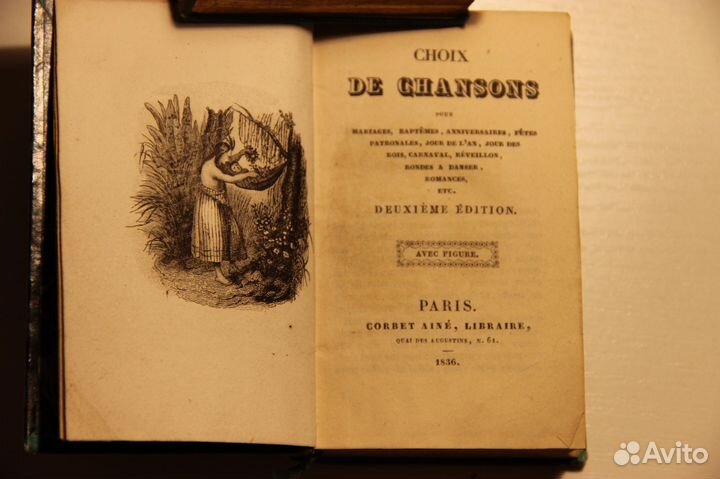 CHOIX
DE CHANSONS
POUR
MARIAGES, BAPTÊMES, ANNIVERSAIRES, FÊTES
PATRONALES, JOUR DE L'AN, JOUR DES
ROIS, CARNAVAL, RÉVEILLON,
RONDES A DANSER,
ROMANCES,
ETC.
DEUXIÈME ÉDITION.
AVEC FIGURE.
PARIS.
CORBET AINÉ, LIBRAIRE,
QUAI DES AUGUSTINS, N. 61.
1836.
Avito